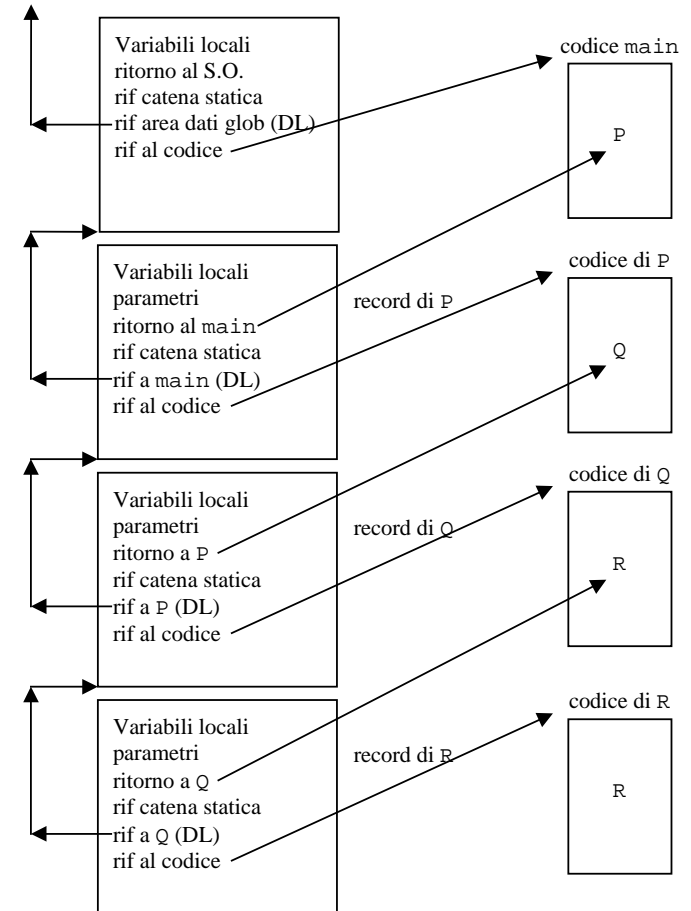 Variabili locali
ritorno al S.O.
rif catena statica
rif area dati glob (DL)
rif al codice
codice main
P
Variabili locali
parametri
ritorno al main
rif catena statica
rif a main (DL)
rif al codice
record di P
codice di P
Q
Variabili locali
parametri
ritorno a P
rif catena statica
rif a P (DL)
rif al codice
record di Q
codice di Q
R
Variabili locali
parametri
ritorno a Q
rif catena statica
rif a Q (DL)
rif al codice
record di R
codice di R
R